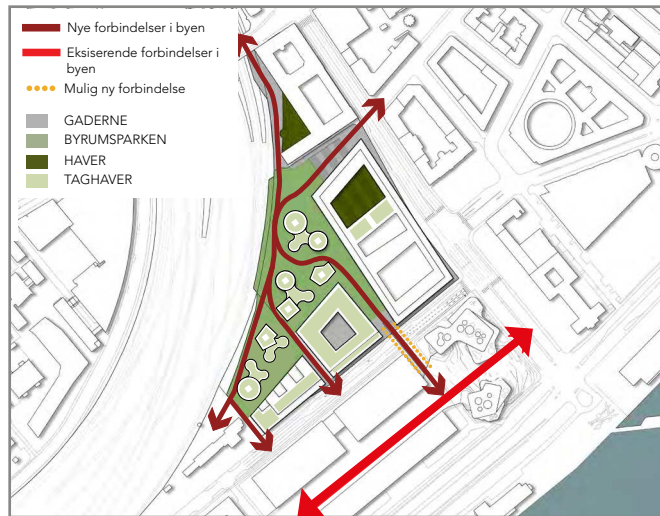 Nye forbindelser i byen
Eksiserende forbindelser i
byen
Mulig ny forbindelse
GADERNE
BYRUMSPARKEN
HAVER
TAGHAVER